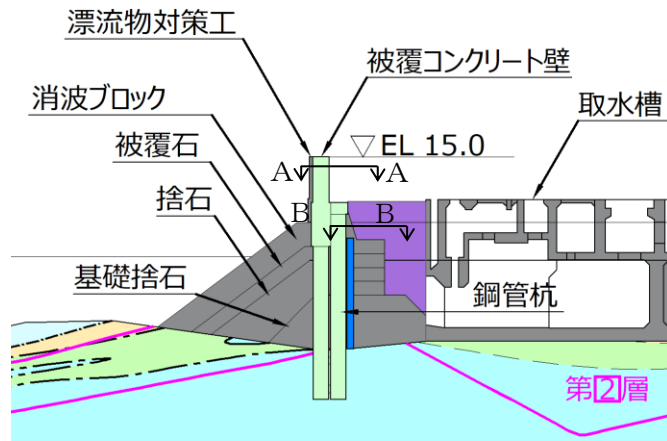 漂流物対策工
被覆コンクリート壁
消波ブロック
取水槽
被覆石
▽ EL 15.0
A A
捨石
B B
基礎捨石
鋼管杭
第2層